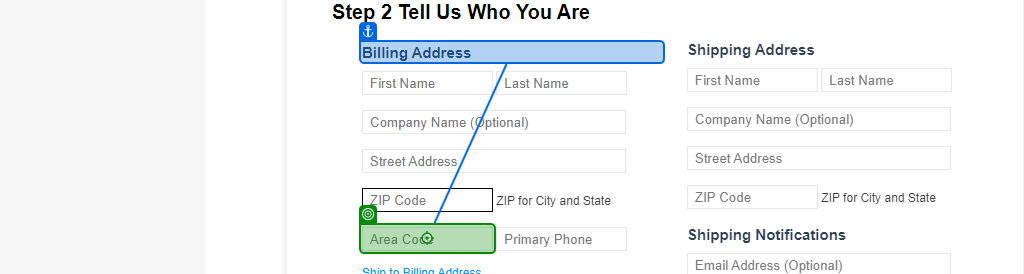 Step 2 Tell Us Who You Are
Billing Address
First Name
Last Name
Company Name (Optional)
Street Address
ZIP Code
ZIP for City and State
Area Code
Primary Phone
Ship to Billing Address
Shipping Address
First Name
Last Name
Company Name (Optional)
Street Address
ZIP Code
ZIP for City and State
Shipping Notifications
Email Address (Optional)